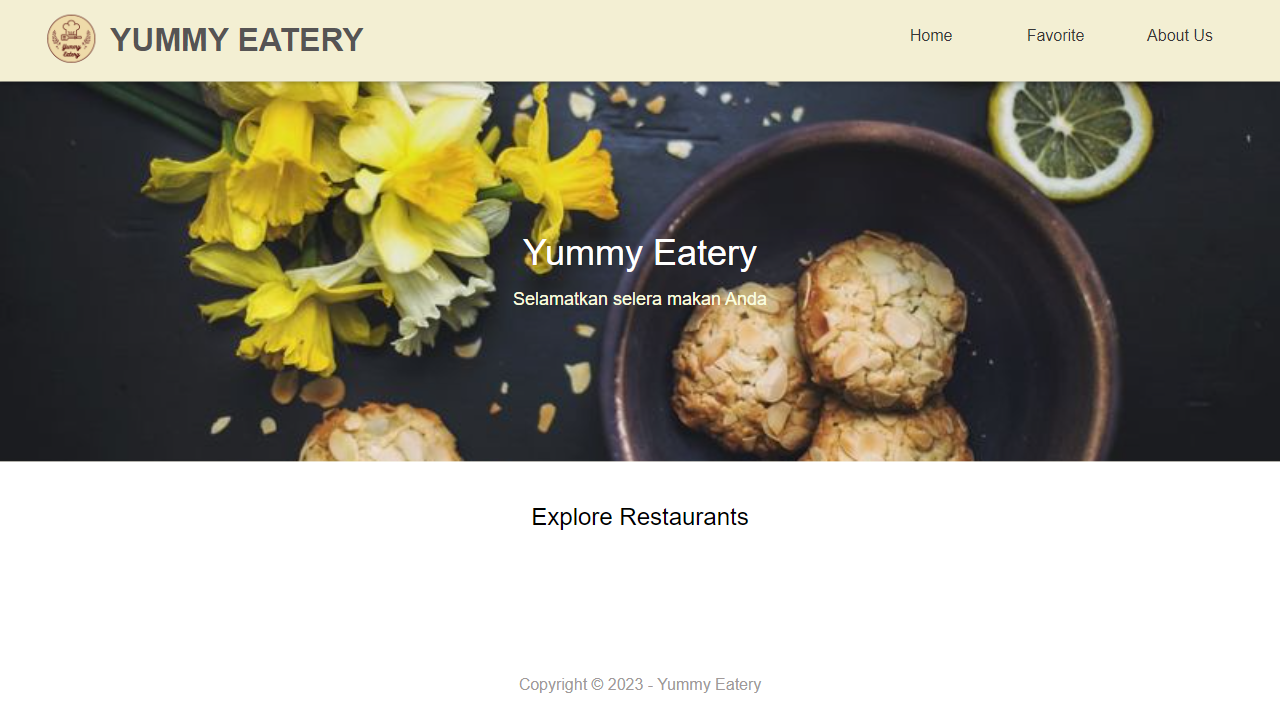 Yummy
Eatery
YUMMY EATERY
Home
Favorite
About Us
Yummy Eatery
Selamatkan selera makan Anda
Explore Restaurants
Copyright © 2023 - Yummy Eatery